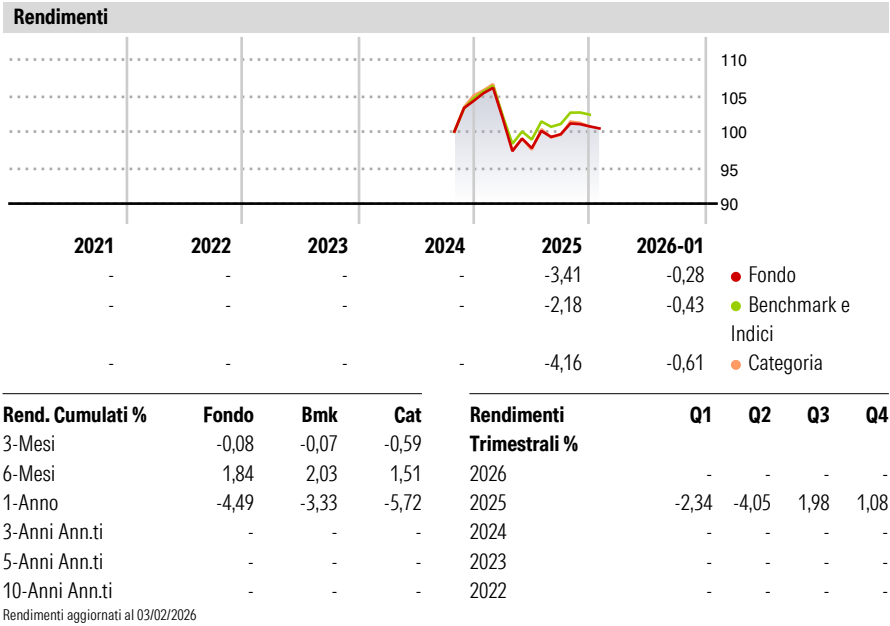 Rendimenti
110
105
100
95
90
2021 2022 2023 2024 2025 2026-01
- - - - -3,41 -0,28 Fondo
- - - - -2,18 -0,43 Benchmark e
Indici
- - - - -4,16 -0,61 Categoria
Rend. Cumulati % Fondo Bmk Cat
3-Mesi -0,08 -0,07 -0,59
6-Mesi 1,84 2,03 1,51
1-Anno -4,49 -3,33 -5,72
3-Anni Ann.ti - - -
5-Anni Ann.ti - - -
10-Anni Ann.ti - - -
Rendimenti Q1 Q2 Q3 Q4
Trimestrali %
2026 - - - -
2025 -2,34 -4,05 1,98 1,08
2024 - - - -
2023 - - - -
2022 - - - -
Rendimenti aggiornati al 03/02/2026